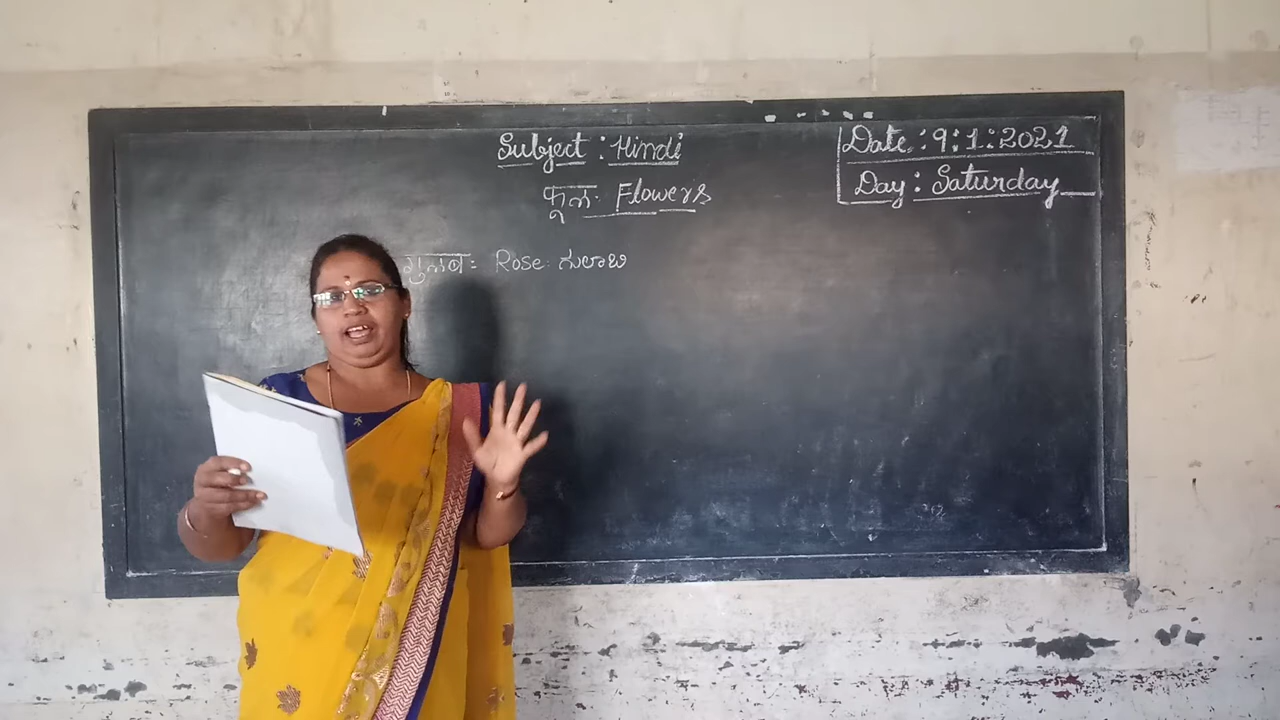 Subject : Hindi
Date : 9 : 1 : 2021
Day : Saturday
फूल : Flowers
गुलाब : Rose : ಗುಲಾಬಿ